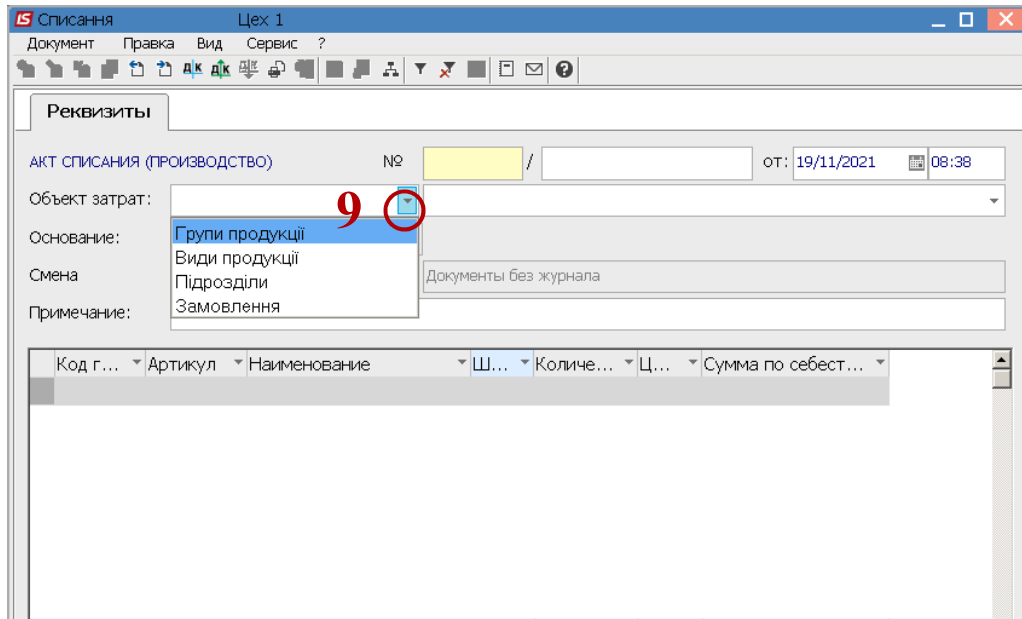 IS Списання Цех 1
Документ Правка Вид Сервис ?
Реквизиты
АКТ СПИСАНИЯ (ПРОИЗВОДСТВО) № / от: 19/11/2021 08:38
Объект затрат: 9
Групи продукції
Основание:
Види продукції
Смена Підрозділи Документы без журнала
Замовлення
Примечание:
Код г... Артикул Наименование Ш... Количе... Ц... Сумма по себест...